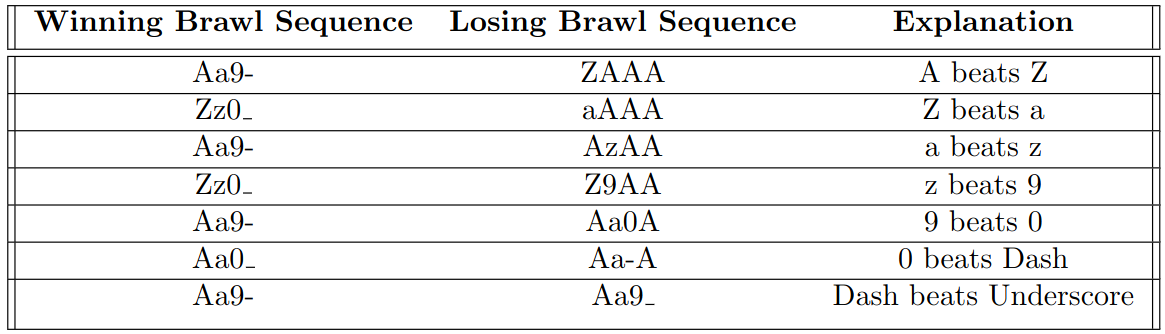 Winning Brawl Sequence Losing Brawl Sequence Explanation
Aa9- ZAAA A beats Z
Zz0_ aAAA Z beats a
Aa9- AzAA a beats z
Zz0_ Z9AA z beats 9
Aa9- Aa0A 9 beats 0
Aa0_ Aa-A 0 beats Dash
Aa9- Aa9_ Dash beats Underscore